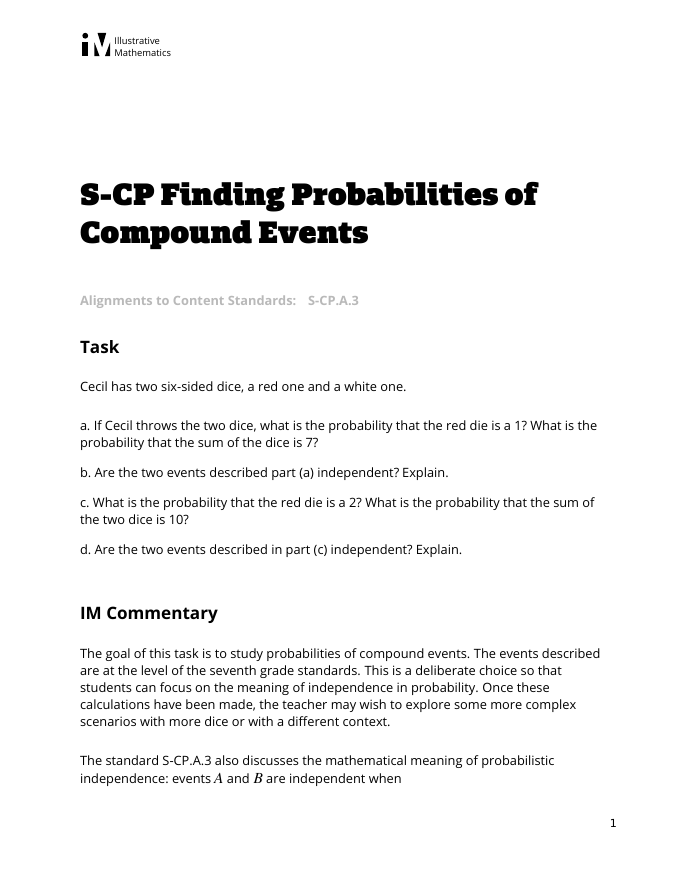 Illustrative
Mathematics
S-CP Finding Probabilities of
Compound Events
Alignments to Content Standards: S-CP.A.3
Task
Cecil has two six-sided dice, a red one and a white one.
a. If Cecil throws the two dice, what is the probability that the red die is a 1? What is the
probability that the sum of the dice is 7?
b. Are the two events described part (a) independent? Explain.
c. What is the probability that the red die is a 2? What is the probability that the sum of
the two dice is 10?
d. Are the two events described in part (c) independent? Explain.
IM Commentary
The goal of this task is to study probabilities of compound events. The events described
are at the level of the seventh grade standards. This is a deliberate choice so that
students can focus on the meaning of independence in probability. Once these
calculations have been made, the teacher may wish to explore some more complex
scenarios with more dice or with a different context.
The standard S-CP.A.3 also discusses the mathematical meaning of probabilistic
independence: events A and B are independent when
1